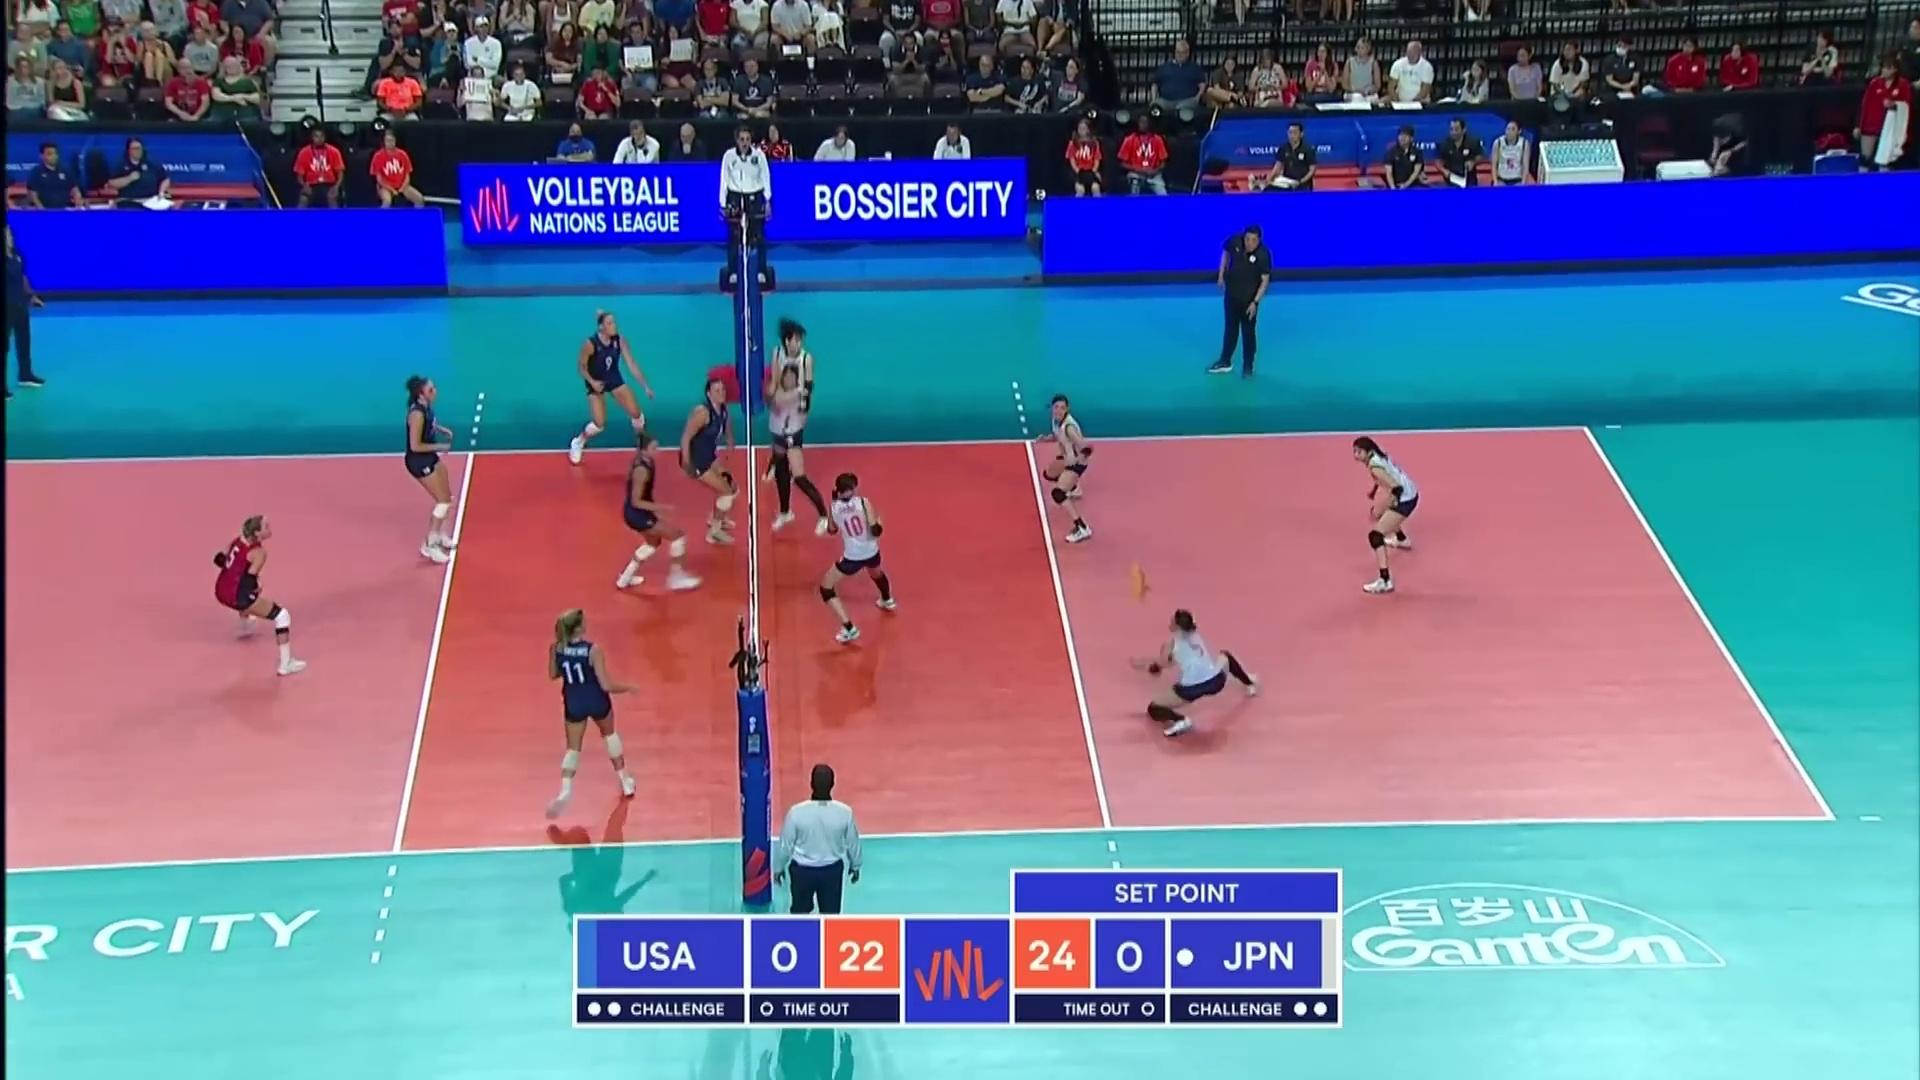 VOLLEYBALL
NATIONS LEAGUE
BOSSIER CITY
9
10
5
11
SET POINT
USA 0 22 VNL 24 0 JPN
CHALLENGE TIME OUT TIME OUT CHALLENGE
R CITY
百岁山
Ganten